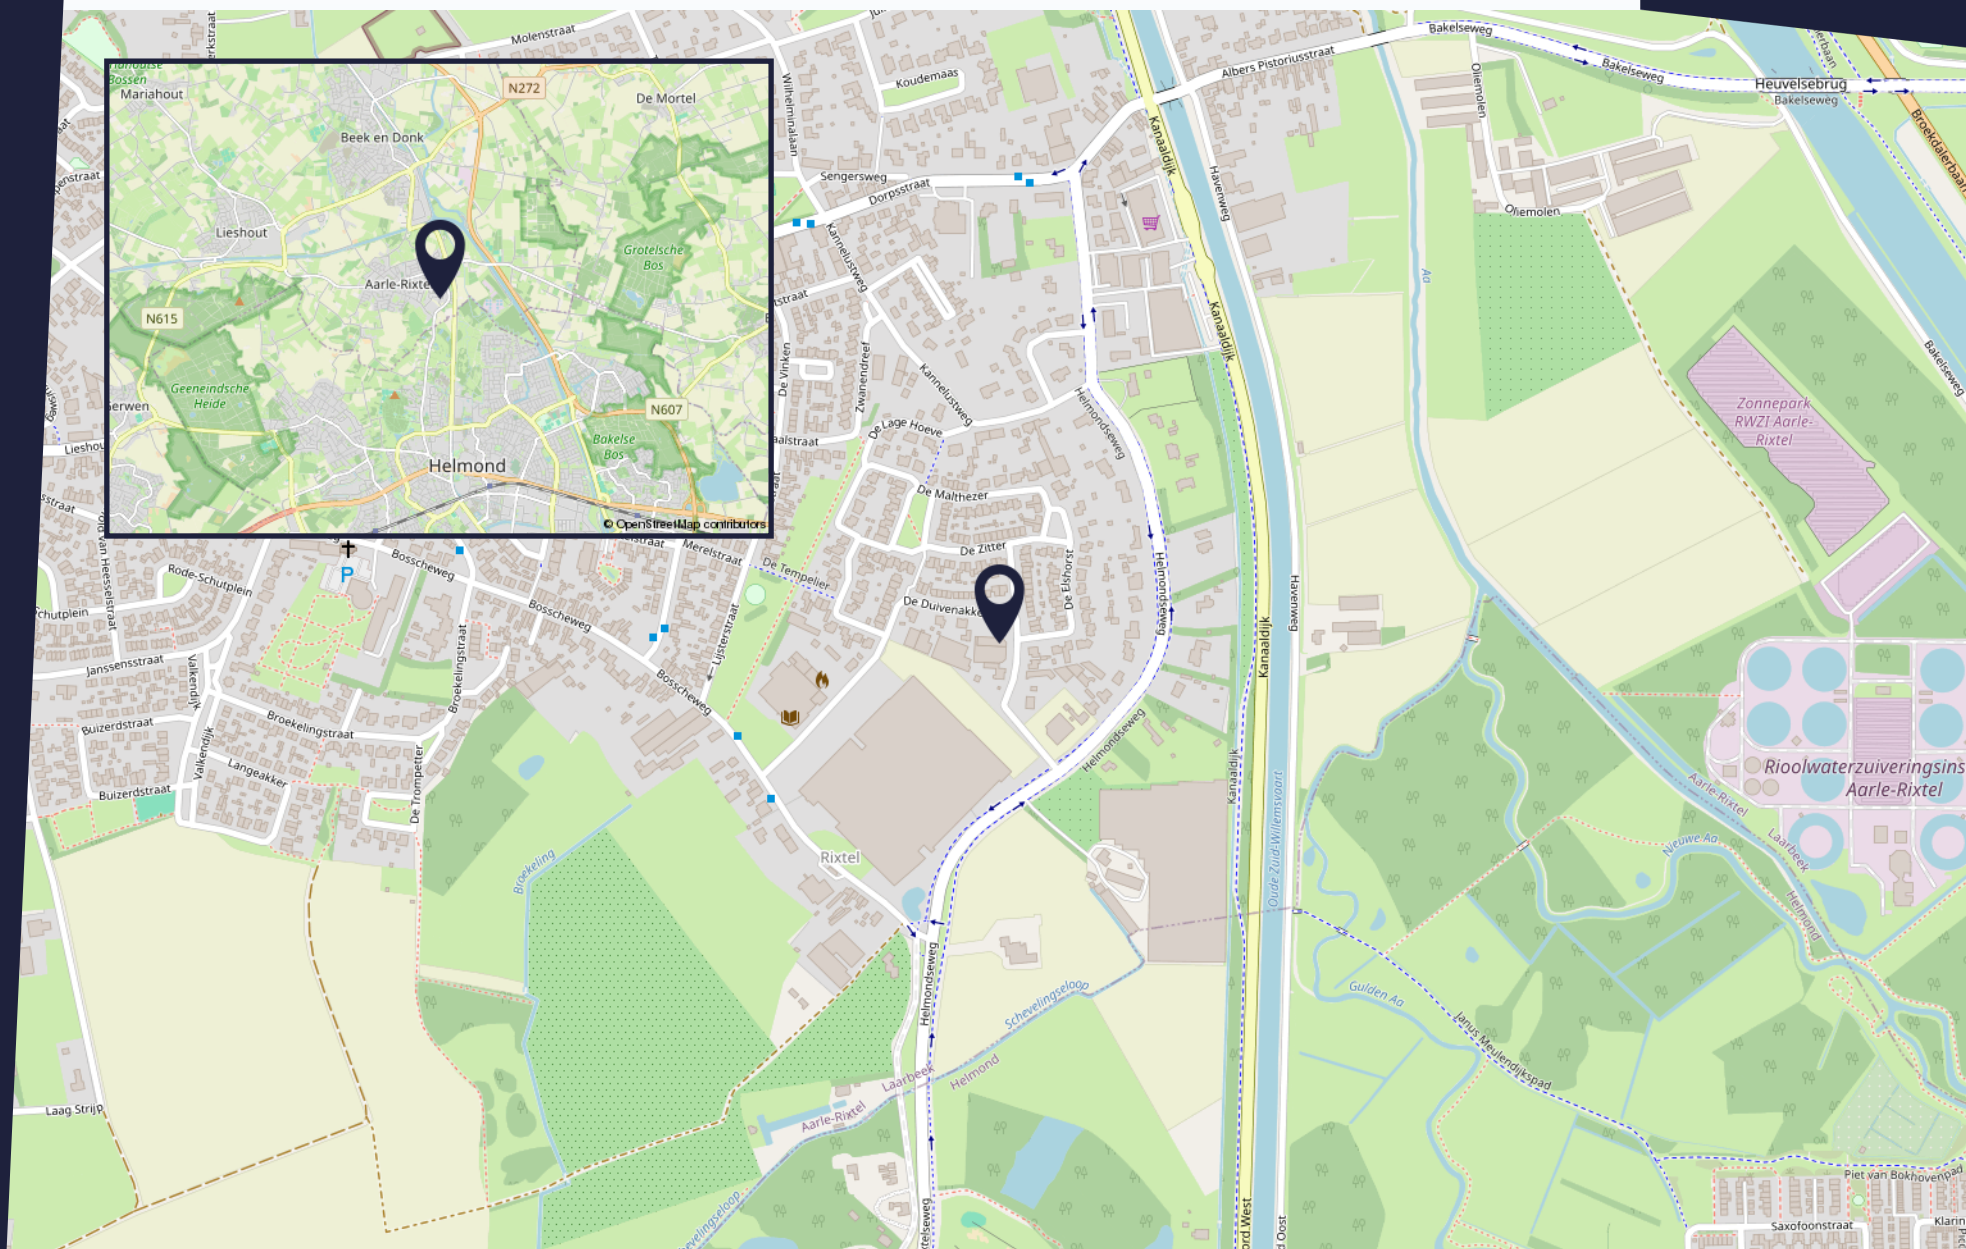 Molenstraat
Bakelseweg
Albers Pistoriusstraat
Bakelseweg
Heuvelsebrug
Bakelseweg
Broekdalerbaan
Koudemaas
Wilhelminalaan
Oliemolen
Oliemolen
Kanaaldijk
Havenweg
Sengersweg
Dorpsstraat
Kannelustweg
Aa
Kanaaldijk
Bakelseweg
Mariahout
Bossen
N272
De Mortel
Beek en Donk
Lieshout
Grotelsche
Bos
Aarle-Rixtel
N615
Geeneindsche
Heide
N607
Bakelse
Bos
Helmond
© OpenStreetMap contributors
De Vinken
Zwanendreef
Kannelustweg
De Lage Hoeve
Helmondseweg
Zonnepark
RWZI Aarle-
Rixtel
De Malthezer
De Zitter
De Elshorst
De Duivenakker
Helmondseweg
Havenweg
Merelstraat
De Tempelier
Bosscheweg
Rode-Schutplein
P
Bosscheweg
Lijsterstraat
Bosscheweg
Janssensstraat
Valkendijk
Broekelingstraat
Buizerdstraat
Broekelingstraat
Valkendijk
Langeakker
Buizerdstraat
De Trompetter
Kanaaldijk
Helmondseweg
Kanaaldijk
Oude Zuid-Willemsvaart
Rioolwaterzuiveringsins
Aarle-Rixtel
Aarle-Rixtel
Laarbeek
Helmond
Nieuwe Aa
Rixtel
Broekeling
Helmondseweg
Schevelingseloop
Gulden Aa
Janus Meulendijkspad
Laarbeek
Helmond
Aarle-Rixtel
Laag Strijp
Piet van Bokhovenpad
Saxofoonstraat